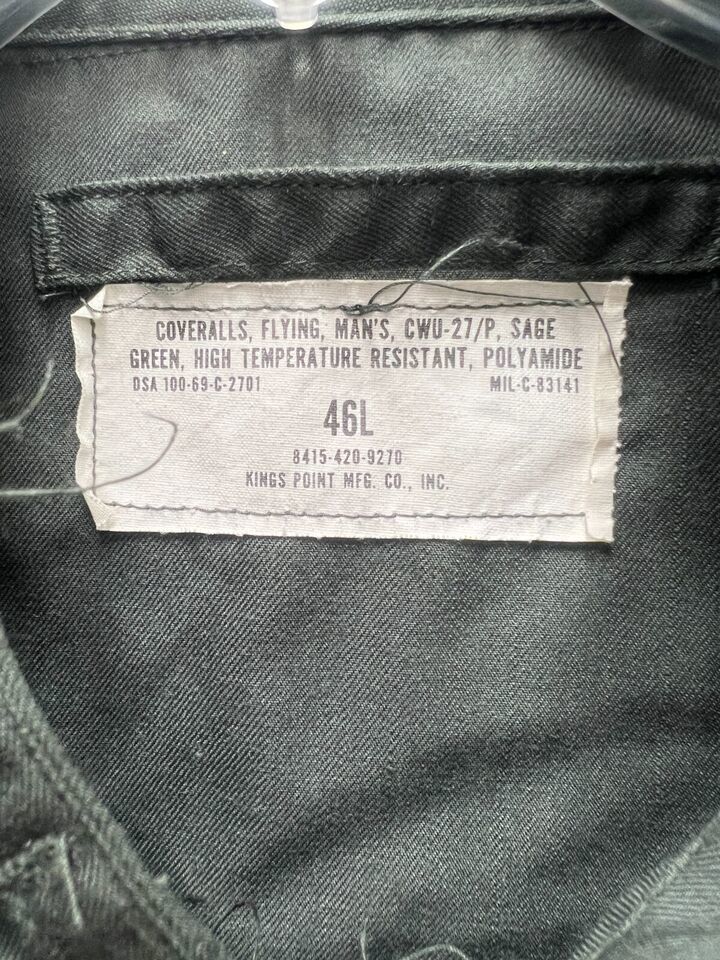 COVERALLS, FLYING, MAN'S, CWU-27/P, SAGE
GREEN, HIGH TEMPERATURE RESISTANT, POLYAMIDE
DSA 100-69-C-2701 MIL-C-83141
46L
8415-420-9270
KINGS POINT MFG. CO., INC.